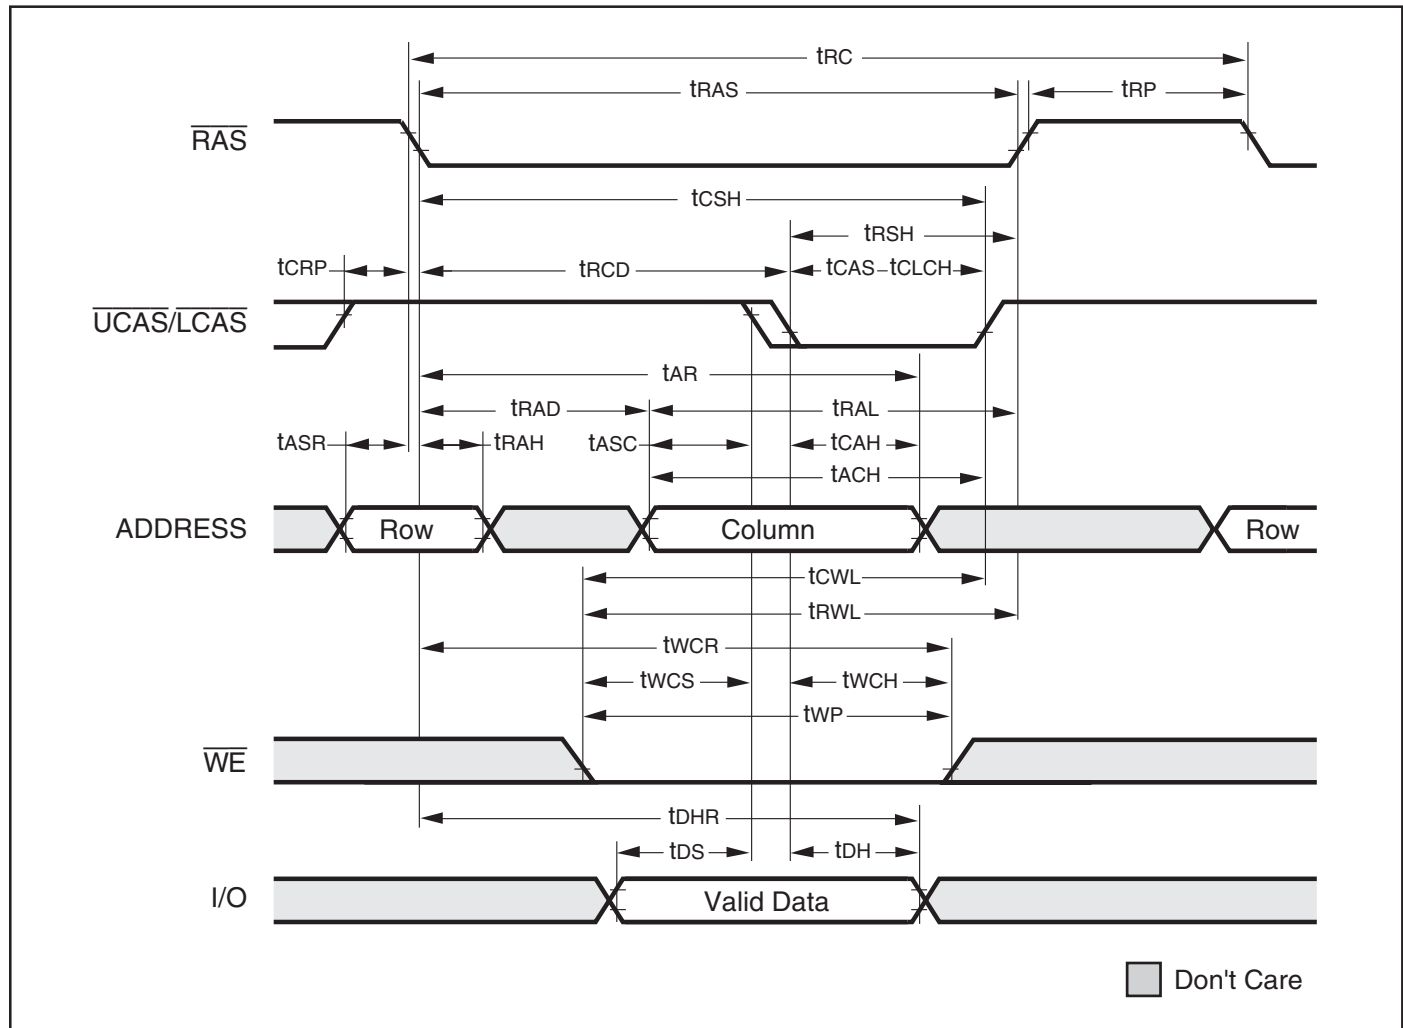 tRC
tRAS
tRP
RAS
tCSH
tRSH
tCRP
tRCD
tCAS
tCLCH
UCAS/LCAS
tAR
tRAD
tRAL
tASR
tRAH
tASC
tCAH
tACH
ADDRESS
Row
Column
Row
tCWL
tRWL
tWCR
tWCS
tWCH
tWP
WE
tDHR
tDS
tDH
I/O
Valid Data
Don't Care